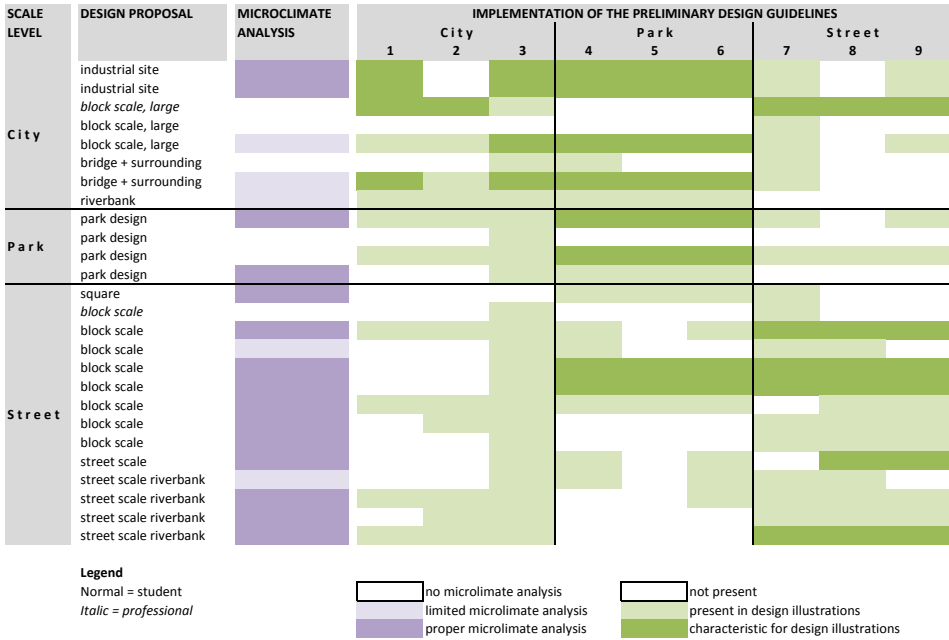 SCALE LEVEL DESIGN PROPOSAL MICROCLIMATE ANALYSIS IMPLEMENTATION OF THE PRELIMINARY DESIGN GUIDELINES
City Park Street
1 2 3 4 5 6 7 8 9
City
industrial site
industrial site
block scale, large
block scale, large
block scale, large
bridge + surrounding
bridge + surrounding
riverbank
Park
park design
park design
park design
park design
Street
square
block scale
block scale
block scale
block scale
block scale
block scale
block scale
block scale
street scale
street scale riverbank
street scale riverbank
street scale riverbank
street scale riverbank
Legend
Normal = student
Italic = professional
no microlimate analysis
limited microlimate analysis
proper microlimate analysis
not present
present in design illustrations
characteristic for design illustrations